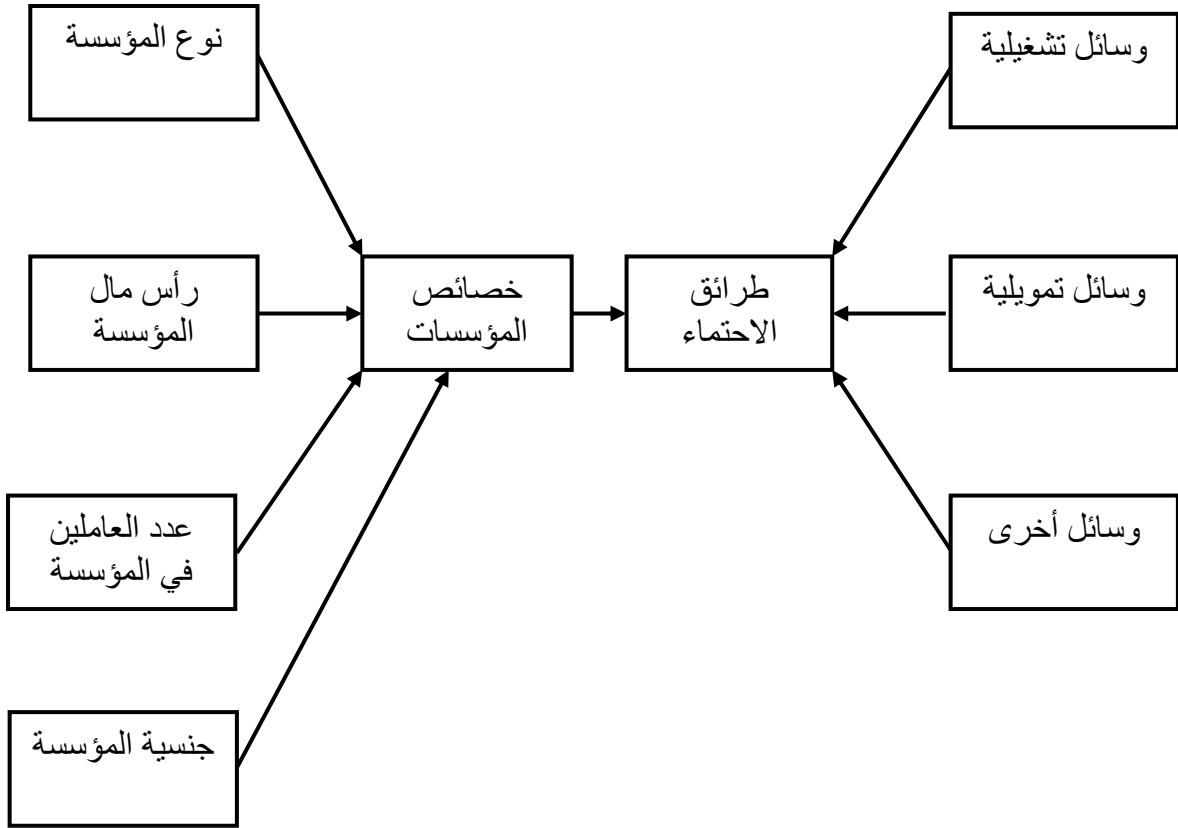 وسائل تشغيلية
نوع المؤسسة
وسائل تمويلية
طرائق
الاحتماء
خصائص
المؤسسات
رأس مال
المؤسسة
وسائل أخرى
عدد العاملين
في المؤسسة
جنسية المؤسسة